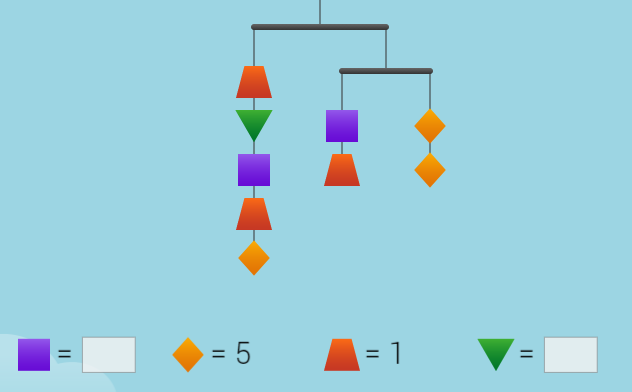 = = 5 = 1 =